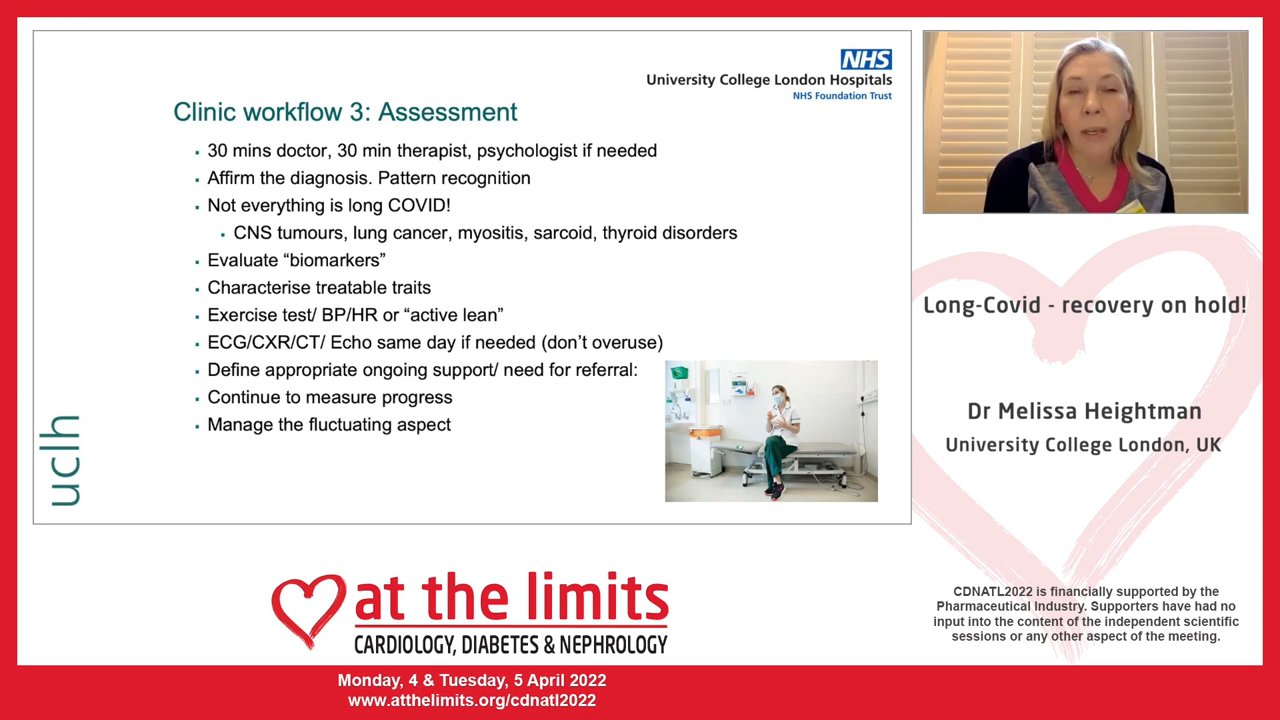 NHS
University College London Hospitals
NHS Foundation Trust
Clinic workflow 3: Assessment
30 mins doctor, 30 min therapist, psychologist if needed
Affirm the diagnosis. Pattern recognition
Not everything is long COVID!
CNS tumours, lung cancer, myositis, sarcoid, thyroid disorders
Evaluate “biomarkers”
Characterise treatable traits
Exercise test/ BP/HR or “active lean”
ECG/CXR/CT/ Echo same day if needed (don’t overuse)
Define appropriate ongoing support/ need for referral:
Continue to measure progress
Manage the fluctuating aspect
uclh
Long-Covid - recovery on hold!
Dr Melissa Heightman
University College London, UK
CDNATL2022 is financially supported by the
Pharmaceutical Industry. Supporters have had no
input into the content of the independent scientific
sessions or any other aspect of the meeting.
at the limits
CARDIOLOGY, DIABETES & NEPHROLOGY
Monday, 4 & Tuesday, 5 April 2022
www.atthelimits.org/cdnatl2022